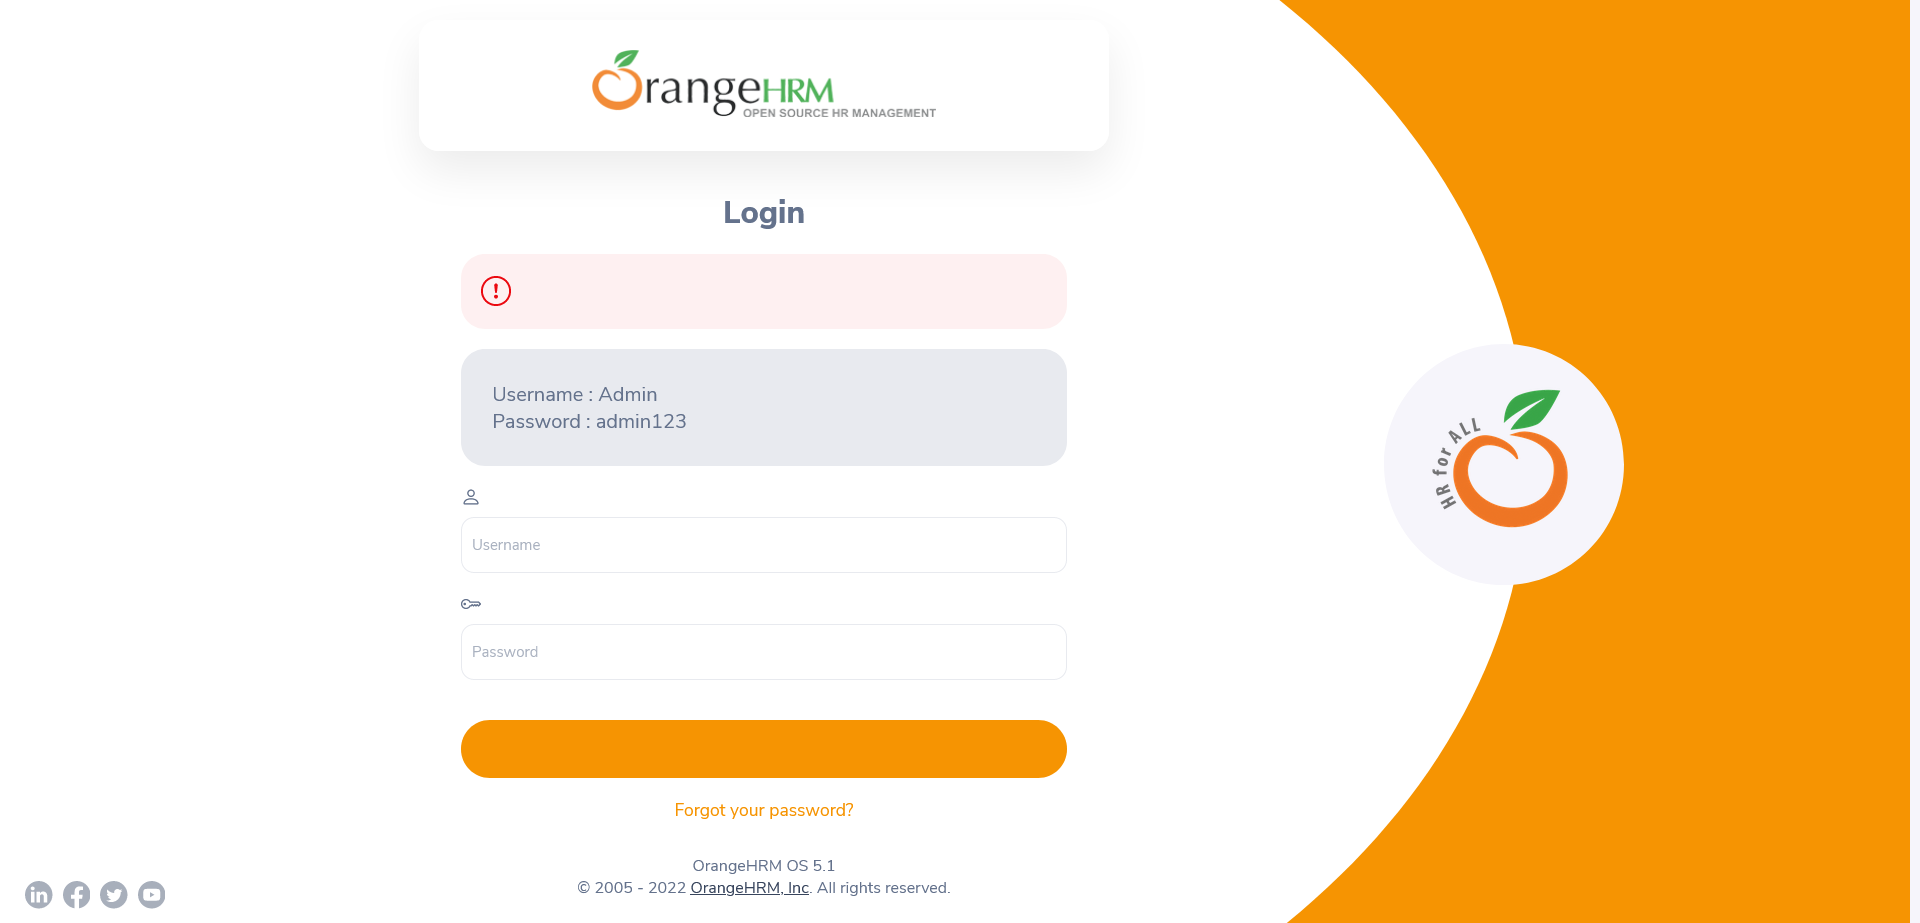 OrangeHRM
OPEN SOURCE HR MANAGEMENT
Login
Username : Admin
Password : admin123
Username
Password
Forgot your password?
OrangeHRM OS 5.1
© 2005 - 2022 OrangeHRM, Inc. All rights reserved.
HR for ALL